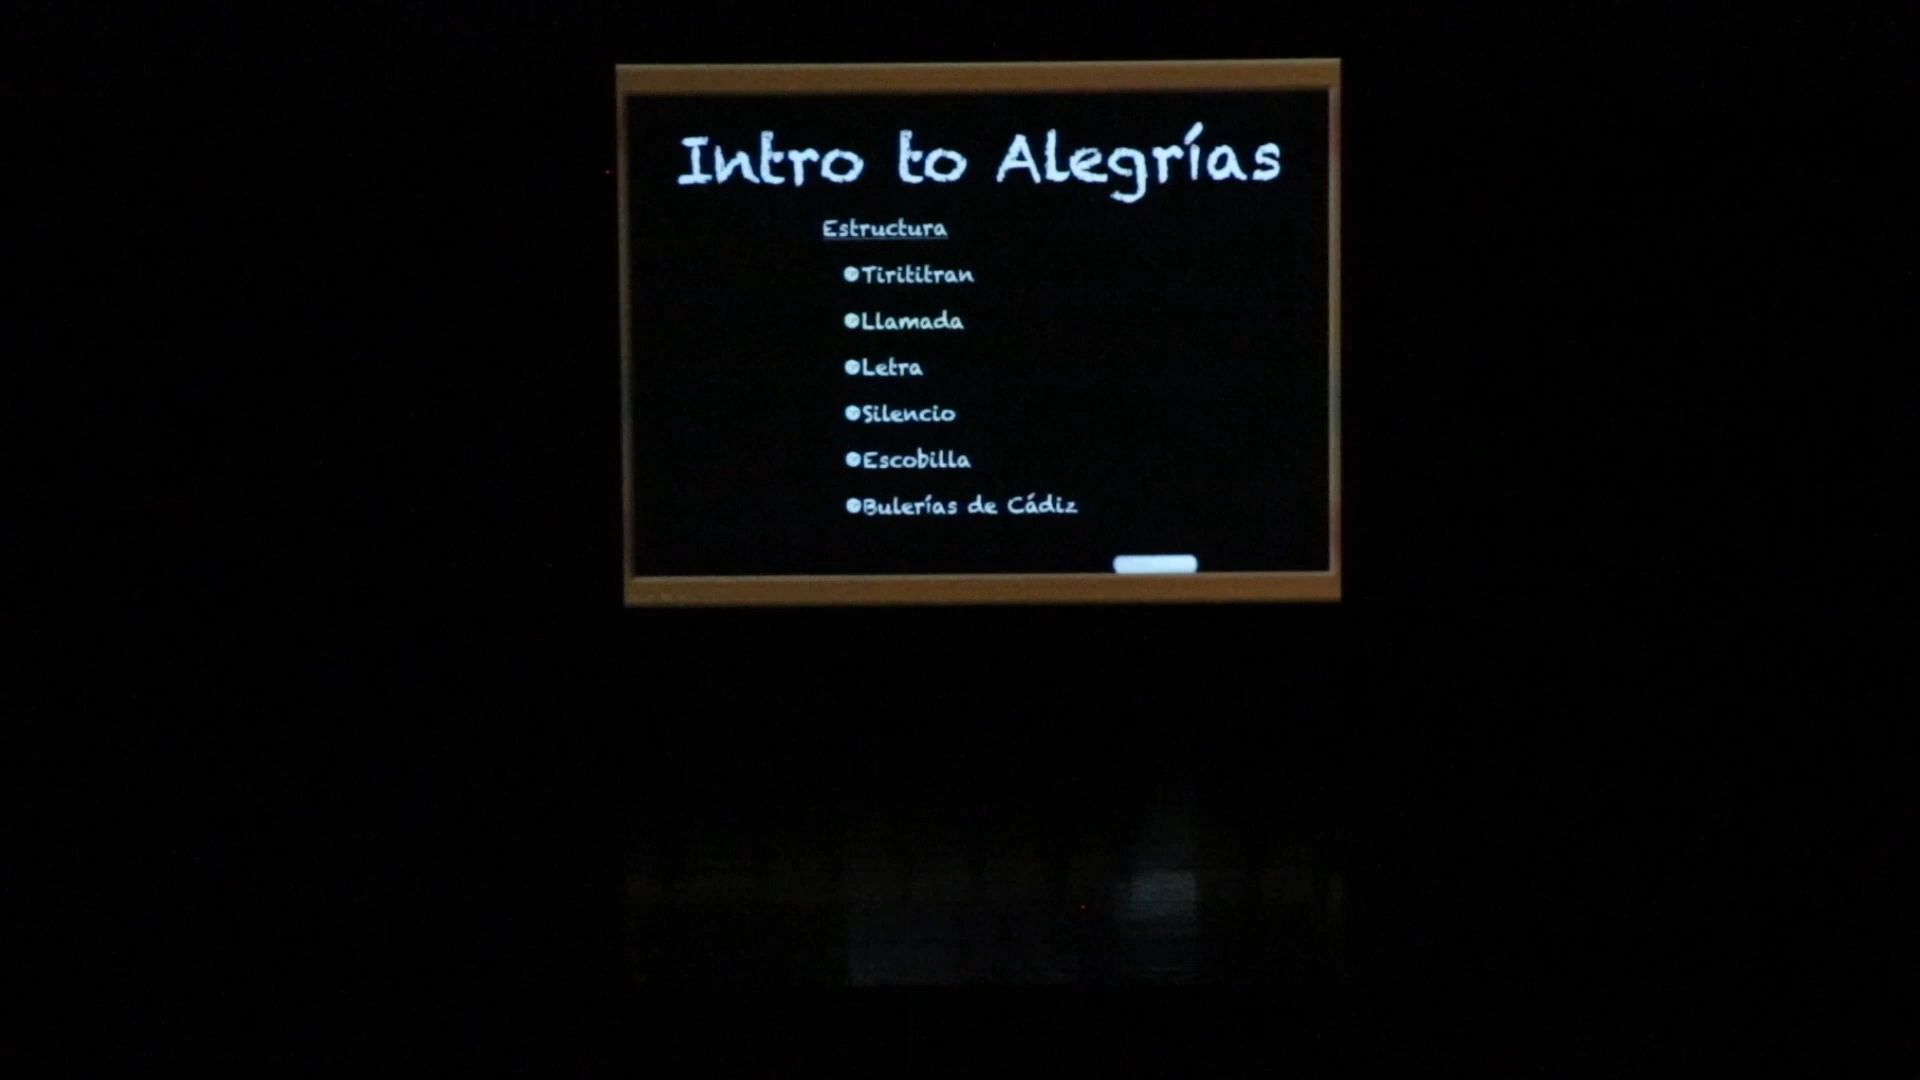 Intro to Alegrías
Estructura
●Tirititran
●Llamada
●Letra
●Silencio
●Escobilla
●Bulerías de Cádiz